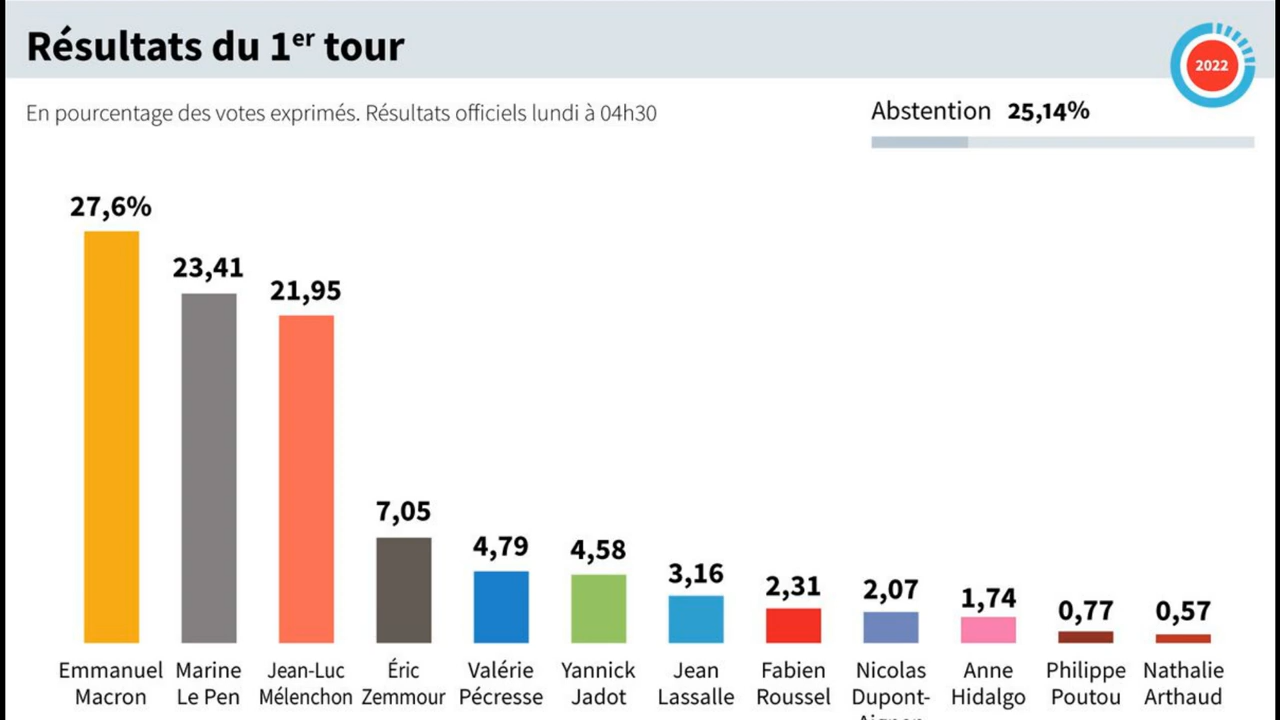 Résultats du 1er tour
2022
En pourcentage des votes exprimés. Résultats officiels lundi à 04h30
Abstention 25,14%
27,6%
23,41
21,95
7,05
4,79
4,58
3,16
2,31
2,07
1,74
0,77
0,57
Emmanuel Macron
Marine Le Pen
Jean-Luc Mélenchon
Éric Zemmour
Valérie Pécresse
Yannick Jadot
Jean Lassalle
Fabien Roussel
Nicolas Dupont-
Anne Hidalgo
Philippe Poutou
Nathalie Arthaud